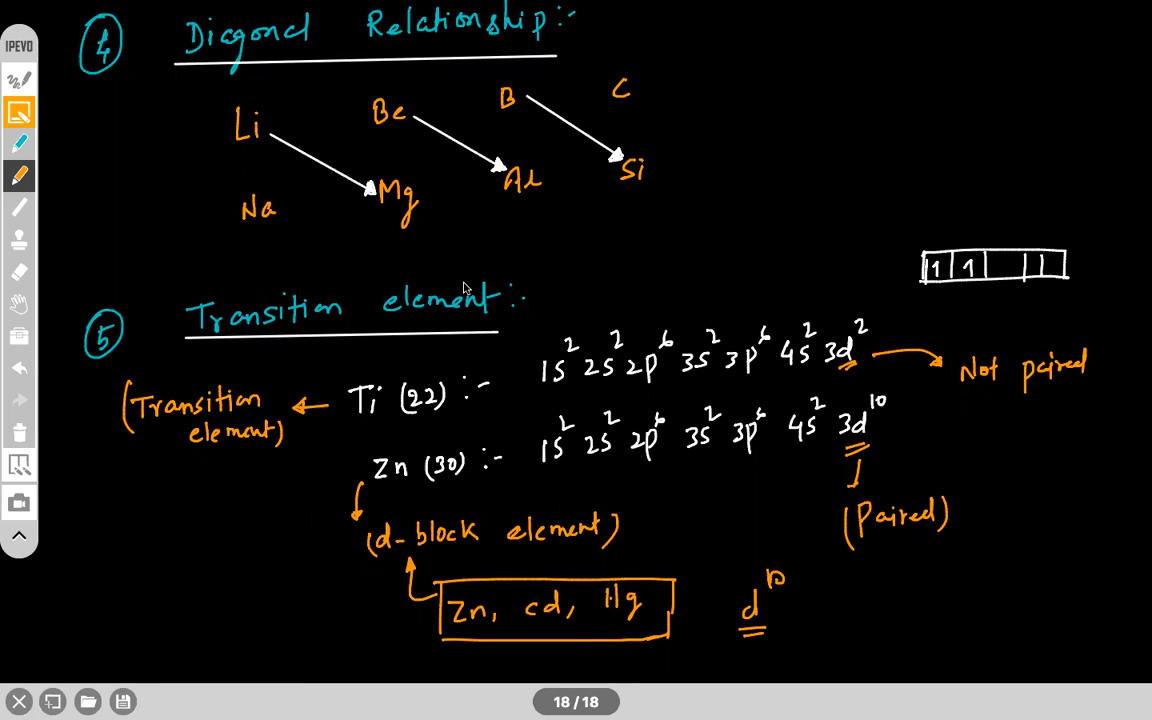 IPEVO
④ Diagonal Relationship:-
Li Be B C
Na Mg Al Si
1 1
⑤ Transition element:-
(Transition element) Ti (22) :- 1s² 2s² 2p⁶ 3s² 3p⁶ 4s² 3d² Not paired
Zn (30) :- 1s² 2s² 2p⁶ 3s² 3p⁶ 4s² 3d¹⁰
(Paired)
(d-block element)
Zn, cd, Hg d¹⁰
18 / 18